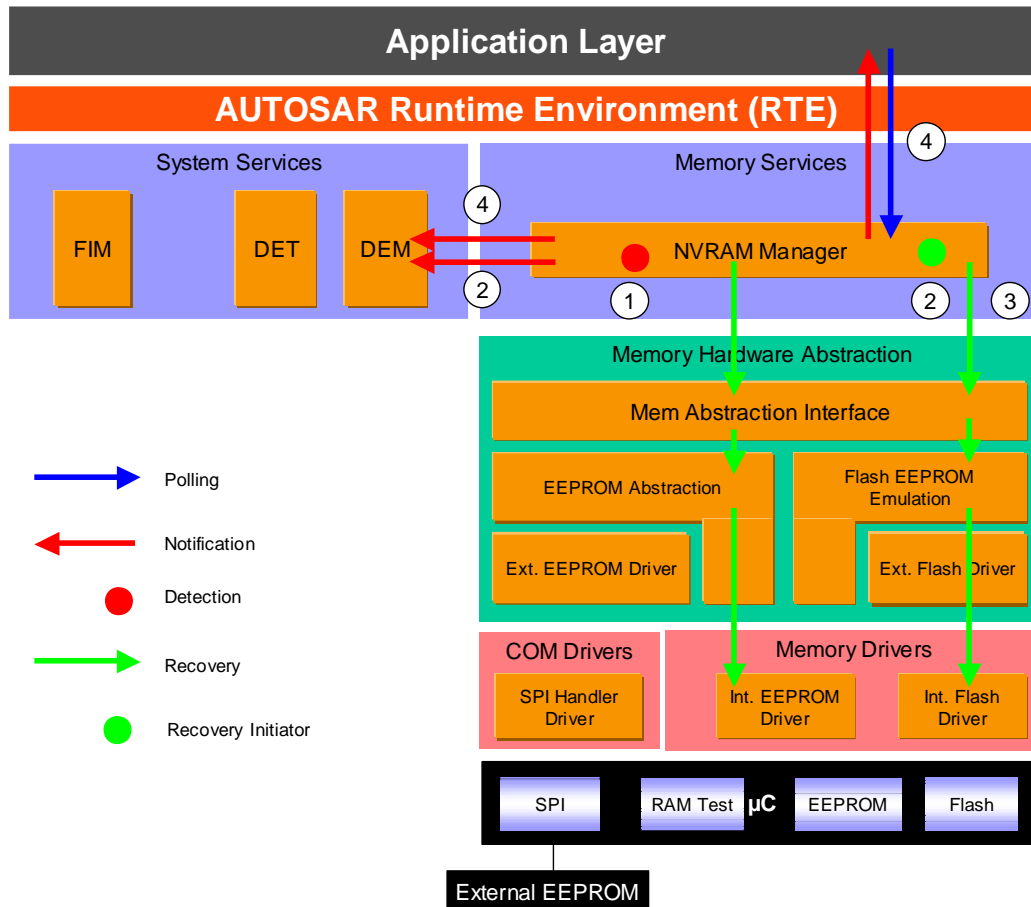 Application Layer
AUTOSAR Runtime Environment (RTE)
System Services
Memory Services
4
4
FIM
DET
DEM
NVRAM Manager
2
1
2
3
Memory Hardware Abstraction
Mem Abstraction Interface
EEPROM Abstraction
Flash EEPROM
Emulation
Ext. EEPROM Driver
Ext. Flash Driver
Polling
Notification
Detection
Recovery
Recovery Initiator
COM Drivers
Memory Drivers
SPI Handler
Driver
Int. EEPROM
Driver
Int. Flash
Driver
SPI
RAM Test
µC
EEPROM
Flash
External EEPROM